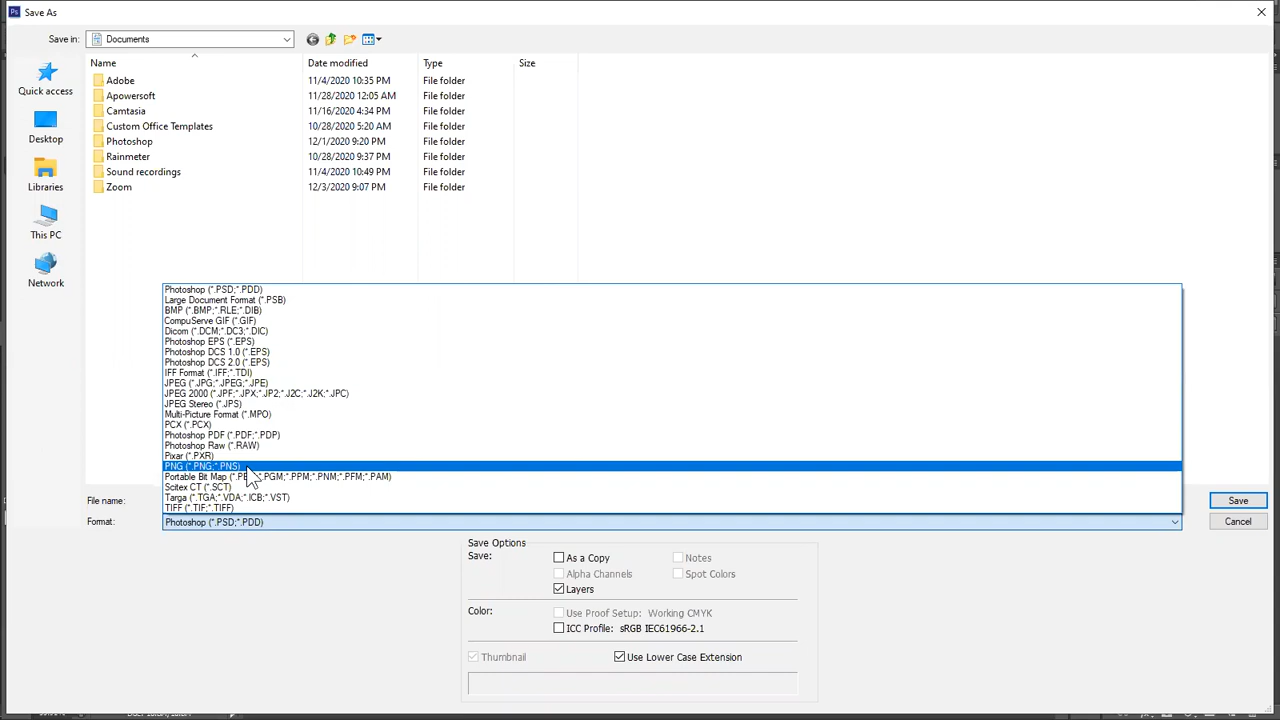 Ps Save As
Save in: Documents
Name Date modified Type Size
Quick access
Desktop
Libraries
This PC
Network
Adobe 11/4/2020 10:35 PM File folder
Apowersoft 11/28/2020 12:05 AM File folder
Camtasia 11/16/2020 4:34 PM File folder
Custom Office Templates 10/28/2020 5:20 AM File folder
Photoshop 12/1/2020 9:20 PM File folder
Rainmeter 10/28/2020 9:37 PM File folder
Sound recordings 11/4/2020 10:49 PM File folder
Zoom 12/3/2020 9:07 PM File folder
Photoshop (*.PSD;*.PDD)
Large Document Format (*.PSB)
BMP (*.BMP;*.RLE;*.DIB)
CompuServe GIF (*.GIF)
Dicom (*.DCM;*.DC3;*.DIC)
Photoshop EPS (*.EPS)
Photoshop DCS 1.0 (*.EPS)
Photoshop DCS 2.0 (*.EPS)
IFF Format (*.IFF;*.TDI)
JPEG (*.JPG;*.JPEG;*.JPE)
JPEG 2000 (*.JPF;*.JPX;*.JP2;*.J2C;*.J2K;*.JPC)
JPEG Stereo (*.JPS)
Multi-Picture Format (*.MPO)
PCX (*.PCX)
Photoshop PDF (*.PDF;*.PDP)
Photoshop Raw (*.RAW)
Pixar (*.PXR)
PNG (*.PNG;*.PNS)
Portable Bit Map *.PGM;*.PPM;*.PNM;*.PFM;*.PAM)
Scitex CT (*.SCT)
Targa (*.TGA;*.VDA;*.ICB;*.VST)
TIFF (*.TIF;*.TIFF)
File name: Save
Format: Photoshop (*.PSD;*.PDD) Cancel
Save Options
Save: As a Copy Notes
Alpha Channels Spot Colors
Layers
Color: Use Proof Setup: Working CMYK
ICC Profile: sRGB IEC61966-2.1
Thumbnail Use Lower Case Extension